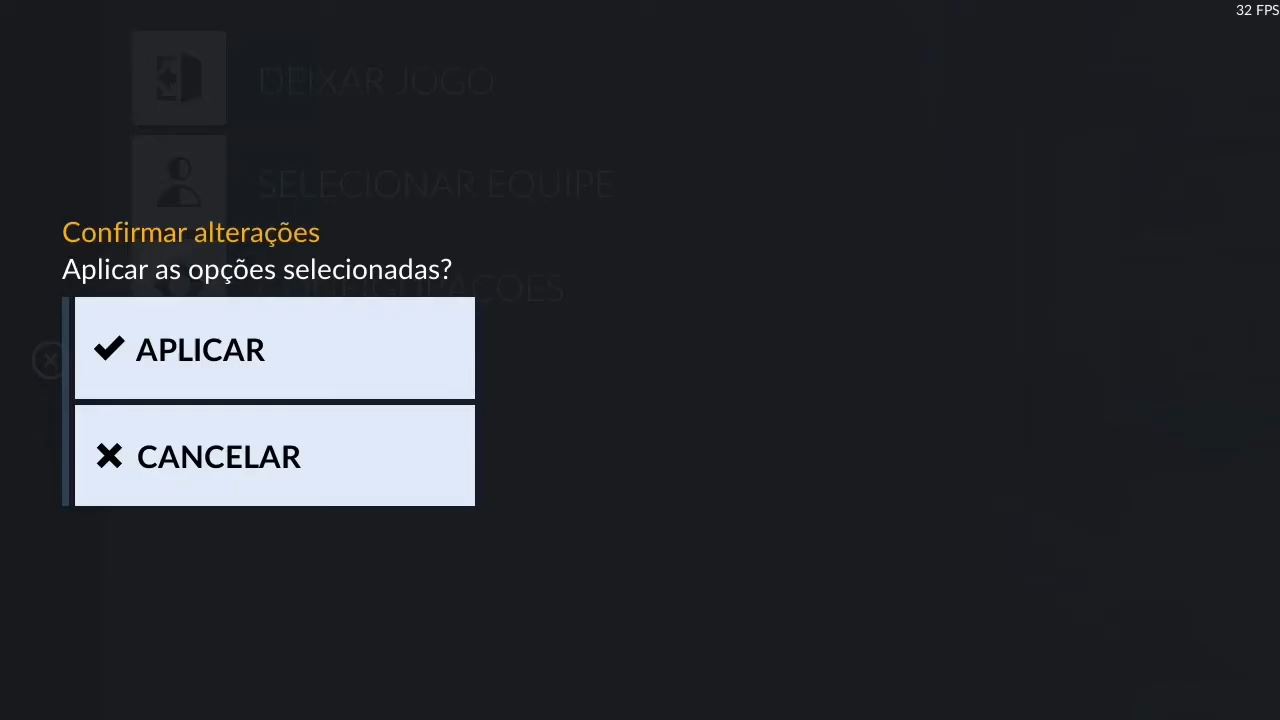 32 FPS
DEIXAR JOGO
SELECIONAR EQUIPE
Confirmar alterações
Aplicar as opções selecionadas?
APLICAR
CANCELAR